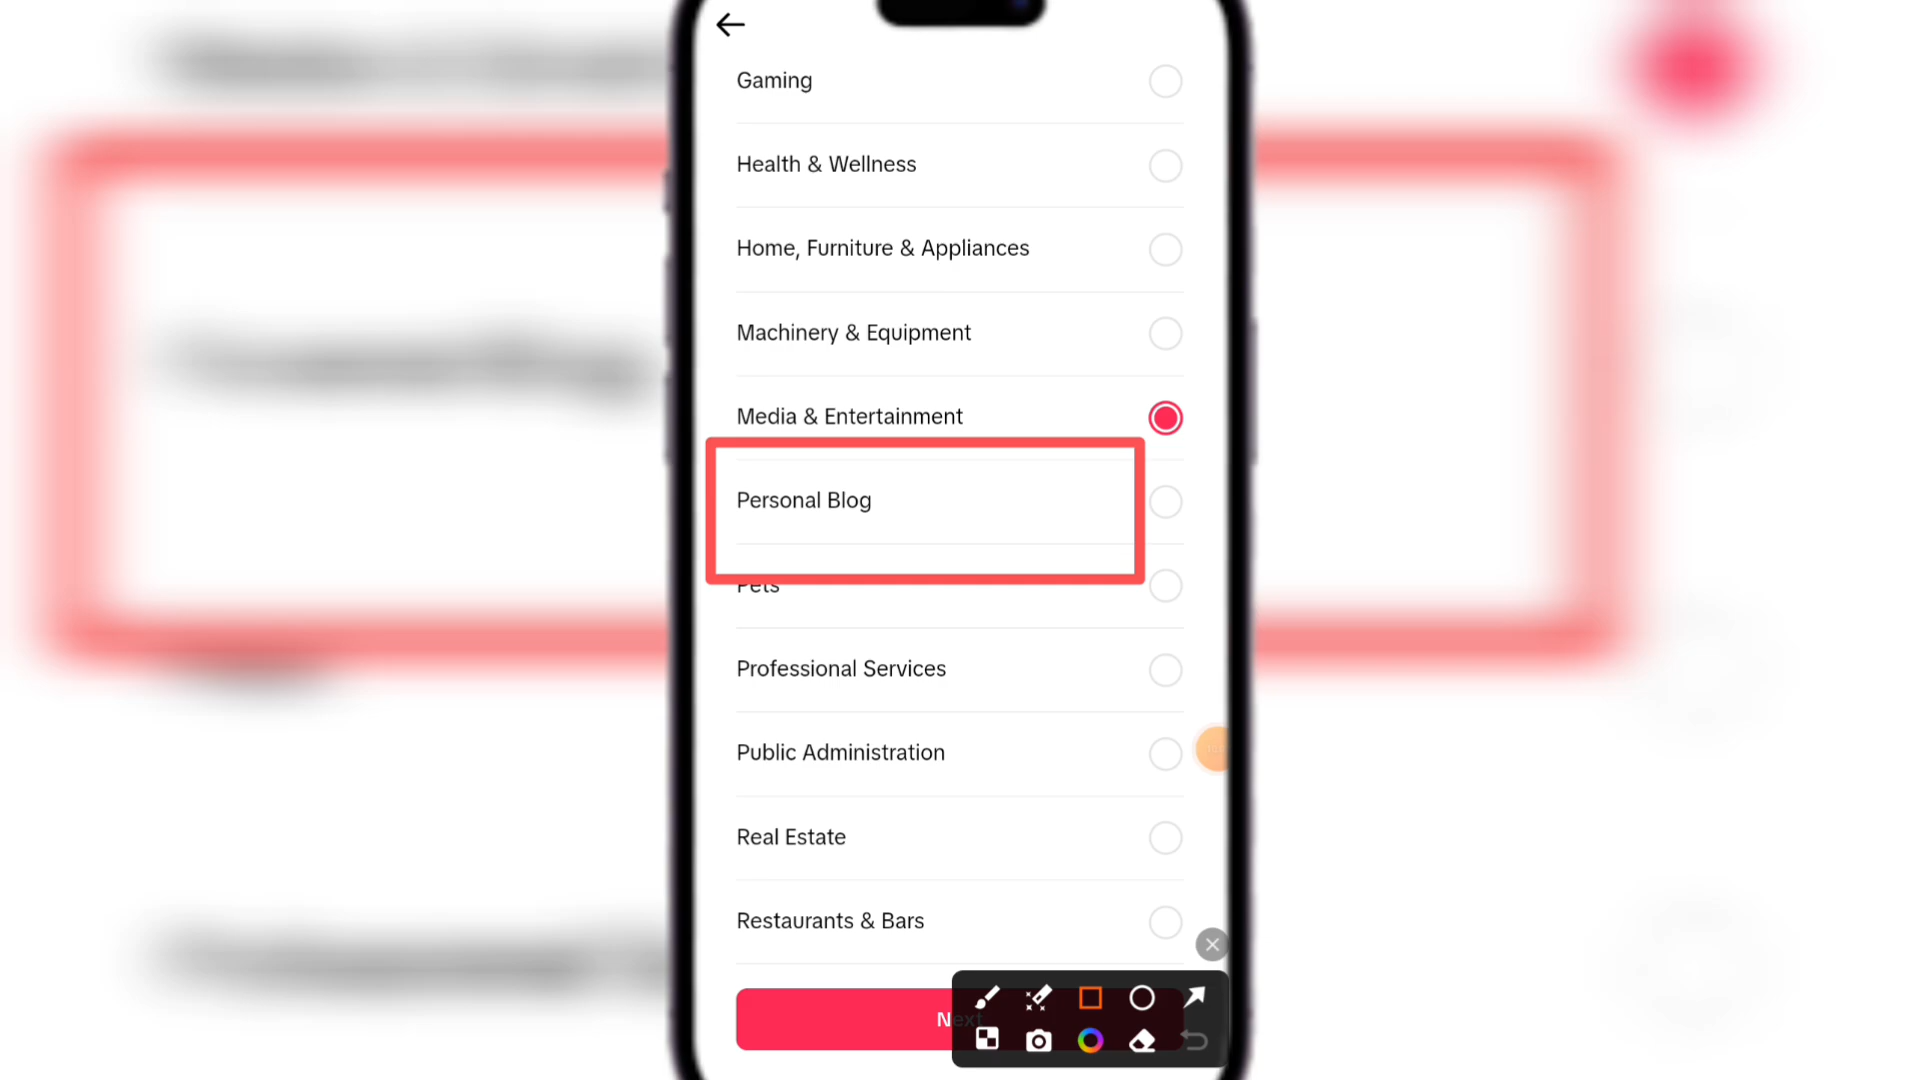 Gaming
Health & Wellness
Home, Furniture & Appliances
Machinery & Equipment
Media & Entertainment
Personal Blog
Pets
Professional Services
Public Administration
Real Estate
Restaurants & Bars
Next